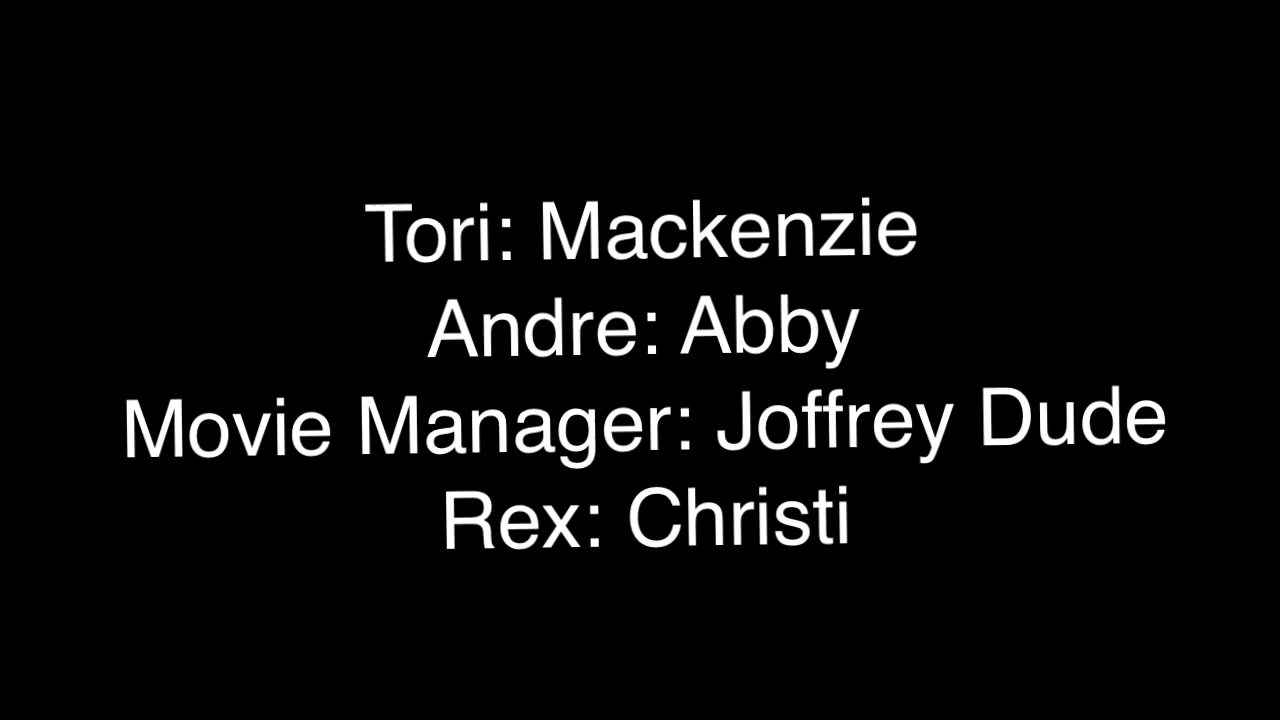 Tori: Mackenzie
Andre: Abby
Movie Manager: Joffrey Dude
Rex: Christi